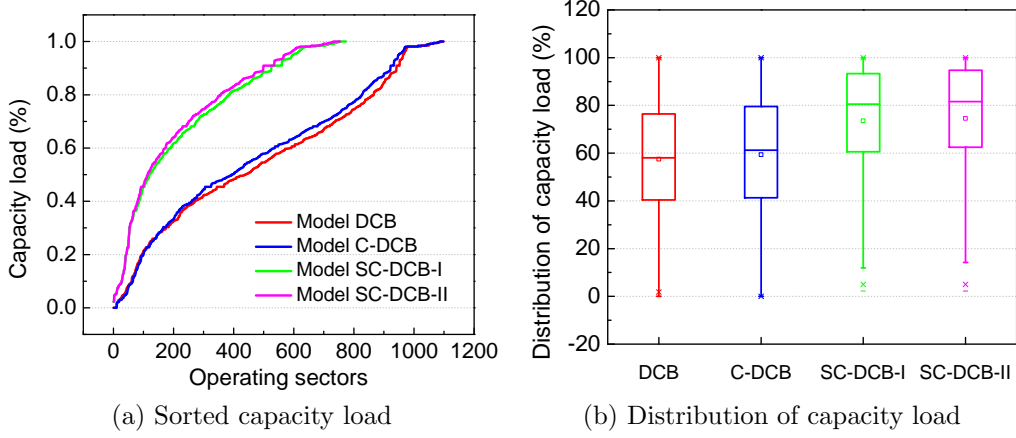 Capacity load (%)
1.0
0.8
0.6
0.4
0.2
0.0
Model DCB
Model C-DCB
Model SC-DCB-I
Model SC-DCB-II
0 200 400 600 800 1000 1200
Operating sectors
(a) Sorted capacity load
Distribution of capacity load (%)
120
100
80
60
40
20
0
-20
DCB C-DCB SC-DCB-I SC-DCB-II
(b) Distribution of capacity load